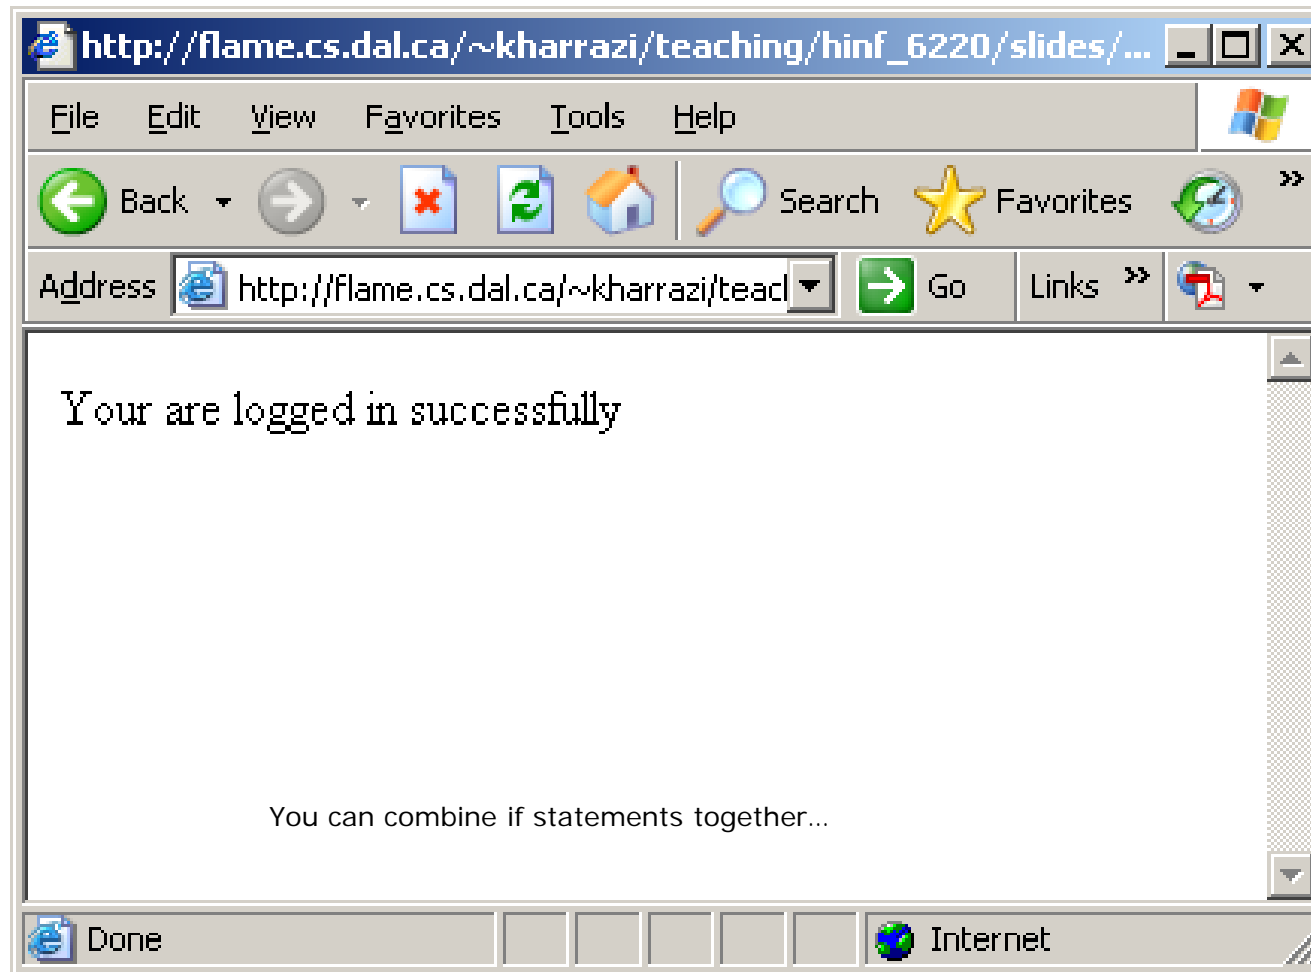 http://flame.cs.dal.ca/~kharrazi/teaching/hinf_6220/slides/...
File Edit View Favorites Tools Help
Back Search Favorites »
Address http://flame.cs.dal.ca/~kharrazi/teach Go Links »
Your are logged in successfully
You can combine if statements together...
Done Internet